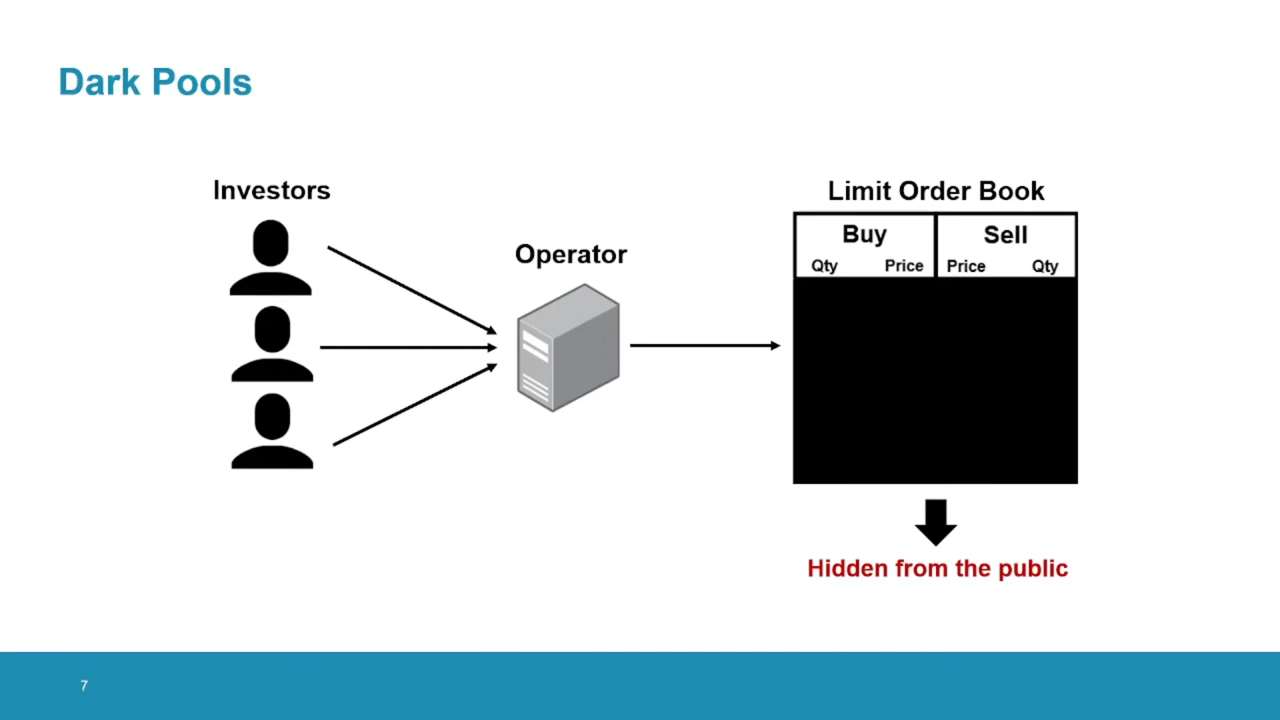 Dark Pools
Investors
Operator
Limit Order Book
Buy Sell
Qty Price Price Qty
Hidden from the public
7